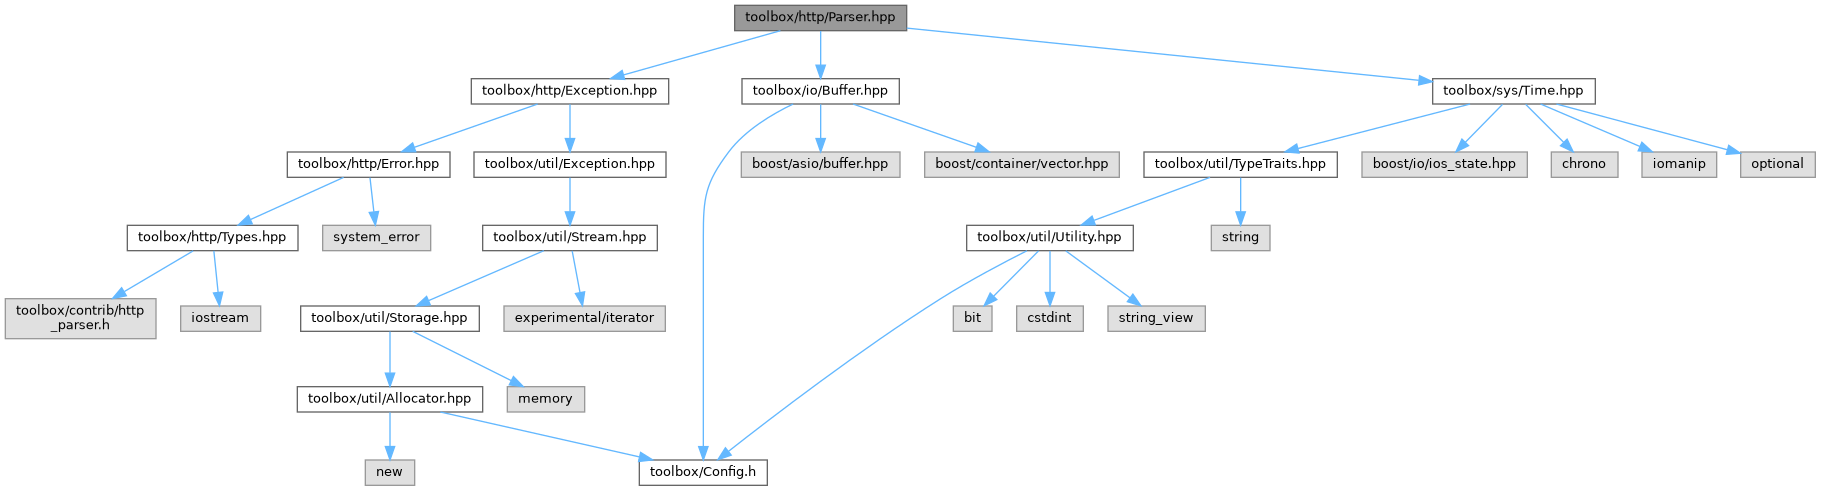 toolbox/http/Parser.hpp
toolbox/http/Exception.hpp
toolbox/io/Buffer.hpp
toolbox/sys/Time.hpp
toolbox/http/Error.hpp
toolbox/util/Exception.hpp
boost/asio/buffer.hpp
boost/container/vector.hpp
toolbox/util/TypeTraits.hpp
boost/io/ios_state.hpp
chrono
iomanip
optional
toolbox/http/Types.hpp
system_error
toolbox/util/Stream.hpp
toolbox/util/Utility.hpp
string
toolbox/contrib/http
_parser.h
iostream
toolbox/util/Storage.hpp
experimental/iterator
bit
cstdint
string_view
toolbox/util/Allocator.hpp
memory
new
toolbox/Config.h